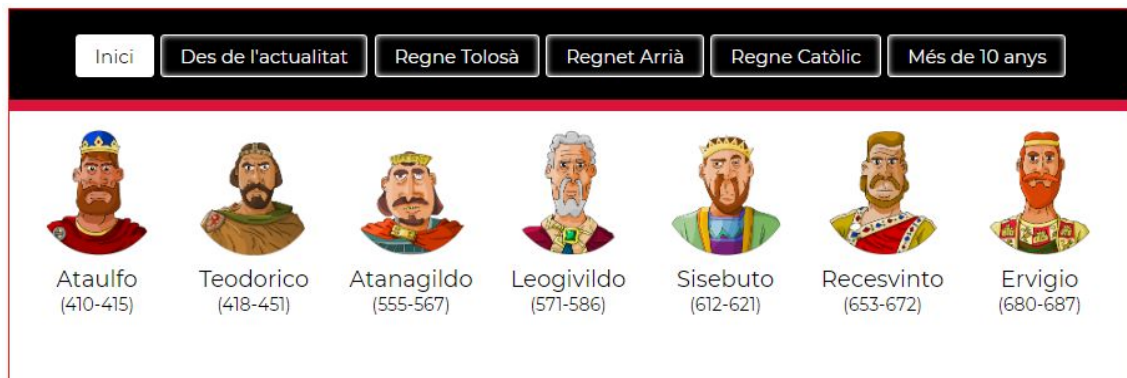 Inici Des de l'actualitat Regne Tolosà Regnet Arrià Regne Catòlic Més de 10 anys
Ataulfo Teodorico Atanagildo Leogivildo Sisebuto Recesvinto Ervigio
(410-415) (418-451) (555-567) (571-586) (612-621) (653-672) (680-687)